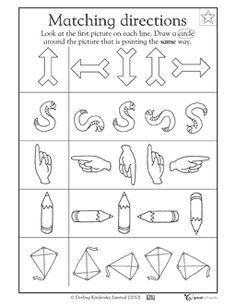 Matching directions
Look at the first picture on each line. Draw a circle
around the picture that is pointing the same way.
© Dorling Kindersley Limited [2010]
DK